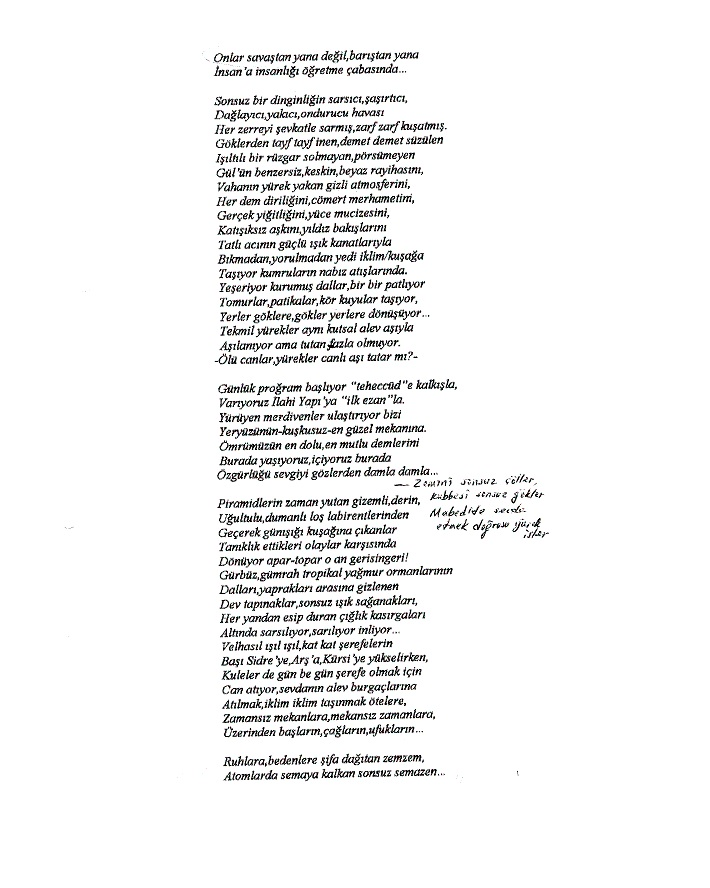 Onlar savaştan yana değil,barıştan yana
İnsan'a insanlığı öğretme çabasında...
Sonsuz bir dinginliğin sarsıcı,şaşırtıcı,
Dağlayıcı,yakıcı,ondurucu havası
Her zerreyi şevkatle sarmış,zarf zarf kuşatmış.
Göklerden tayf tayf inen,demet demet süzülen
Işıltılı bir rüzgar solmayan,pörsümeyen
Gül'ün benzersiz,keskin,beyaz rayihasını,
Vahanın yürek yakan gizli atmosferini,
Her dem diriliğini,cömert merhametini,
Gerçek yiğitliğini,yüce mucizesini,
Katışıksız aşkını,yıldız bakışlarını
Tatlı acının güçlü ışık kanatlarıyla
Bıkmadan,yorulmadan yedi iklim/kuşağa
Taşıyor kumruların nabız atışlarında.
Yeşeriyor kurumuş dallar,bir bir patlıyor
Tomurlar,patikalar,kör kuyular taşıyor,
Yerler göklere,gökler yerlere dönüşüyor...
Tekmil yürekler aynı kutsal alev aşıyla
Aşılanıyor ama tutan fazla olmuyor.
-Ölü canlar,yürekler canlı aşı tatar mı?-
Günlük proğram başlıyor "teheccüd"e kalkışla,
Varıyoruz İlahi Yapı'ya "ilk ezan"la.
Yürüyen merdivenler ulaştırıyor bizi
Yeryüzünün-kuşkusuz-en güzel mekanına.
Ömrümüzün en dolu,en mutlu demlerini
Burada yaşıyoruz,içiyoruz burada
Özgürlüğü sevgiyi gözlerden damla damla...
— Zemini sonsuz çöller,
kubbesi sonsuz gökler
Mabedide secde
etmek doğrusu yürek
ister
Piramidlerin zaman yutan gizemli,derin,
Uğultulu,dumanlı loş labirentlerinden
Geçerek günışığı kuşağına çıkanlar
Tanıklık ettikleri olaylar karşısında
Dönüyor apar-topar o an gerisingeri!
Gürbüz,gümrah tropikal yağmur ormanlarının
Dalları,yaprakları arasına gizlenen
Dev tapınaklar,sonsuz ışık sağanakları,
Her yandan esip duran çığlık kasırgaları
Altında sarsılıyor,sarılıyor inliyor...
Velhasıl ışıl ışıl,kat kat şerefelerin
Başı Sidre'ye,Arş'a,Kürsi'ye yükselirken,
Kuleler de gün be gün şerefe olmak için
Can atıyor,sevdanın alev burgaçlarına
Atılmak,iklim iklim taşınmak ötelere,
Zamansız mekanlara,mekansız zamanlara,
Üzerinden başların,çağların,ufukların...
Ruhlara,bedenlere şifa dağıtan zemzem,
Atomlarda semaya kalkan sonsuz semazen...